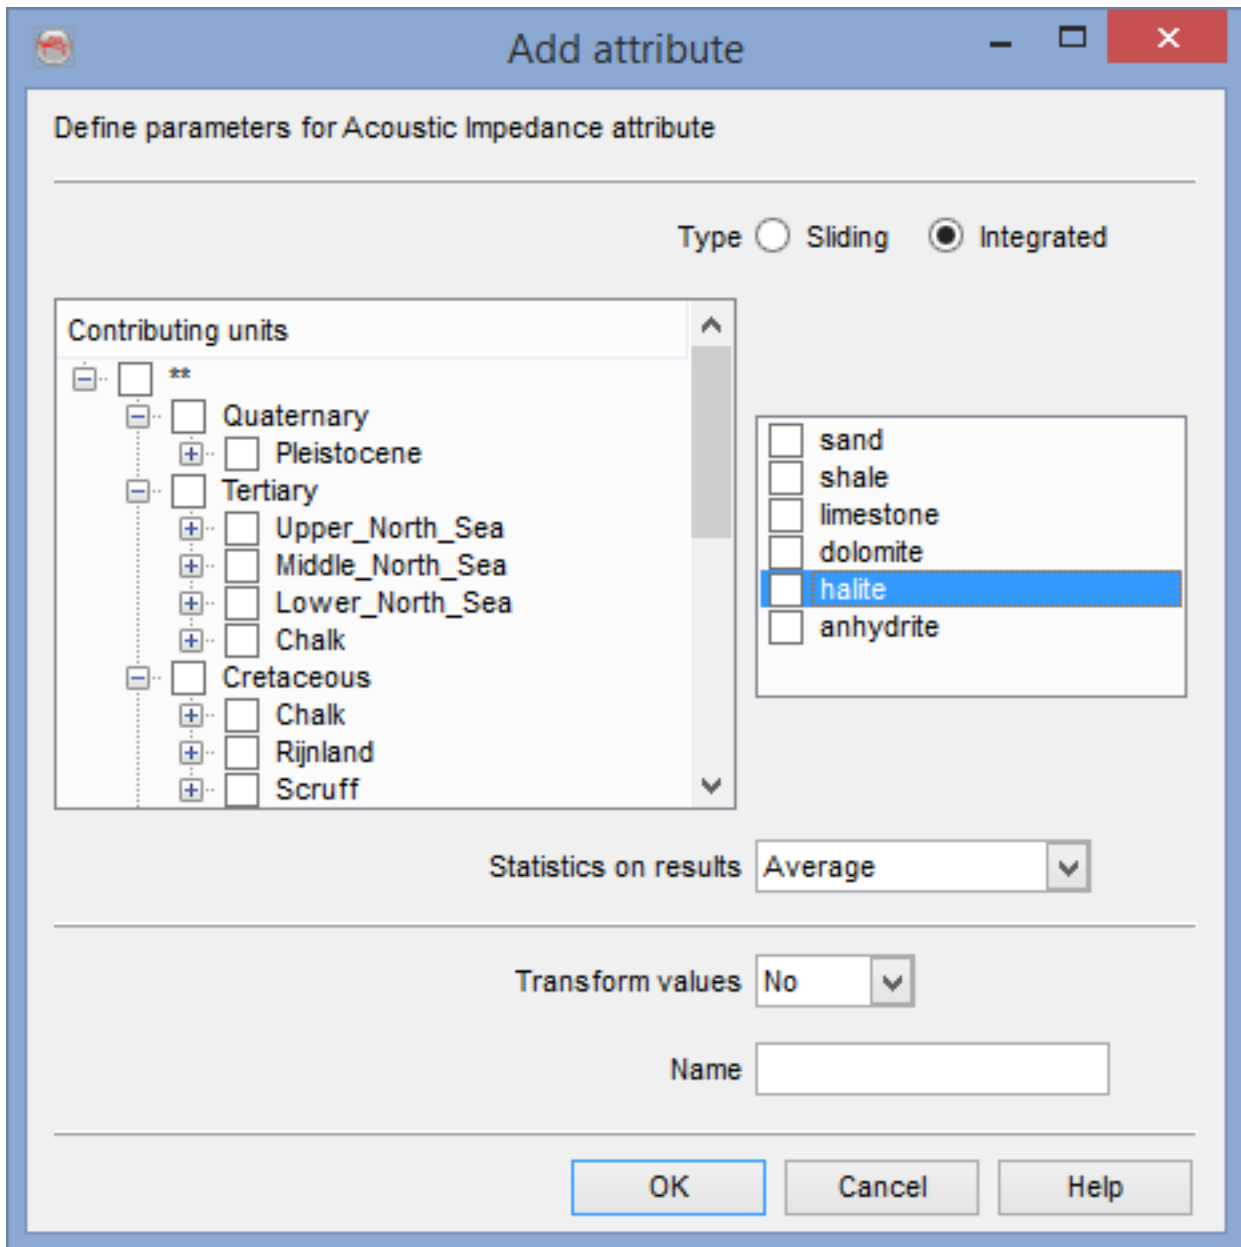 Add attribute
Define parameters for Acoustic Impedance attribute
Type Sliding Integrated
Contributing units
**
Quaternary
Pleistocene
Tertiary
Upper_North_Sea
Middle_North_Sea
Lower_North_Sea
Chalk
Cretaceous
Chalk
Rijnland
Scruff
sand
shale
limestone
dolomite
halite
anhydrite
Statistics on results Average
Transform values No
Name
OK Cancel Help